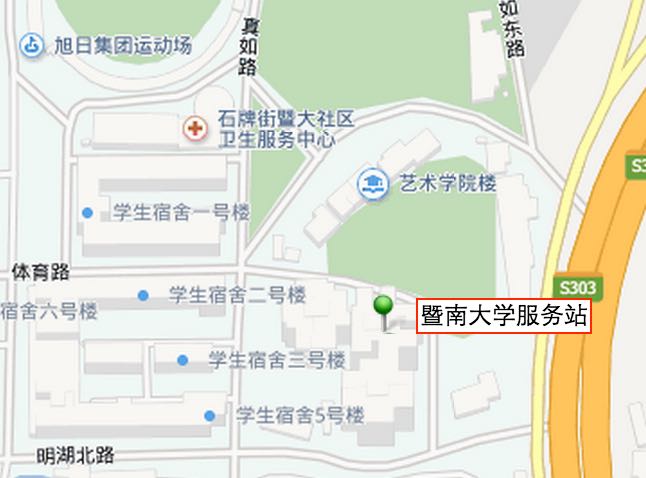 如东路
真如路
旭日集团运动场
石牌街暨大社区
卫生服务中心
S3
艺术学院楼
学生宿舍一号楼
体育路
S303
学生宿舍二号楼
宿舍六号楼
暨南大学服务站
学生宿舍三号楼
学生宿舍5号楼
明湖北路